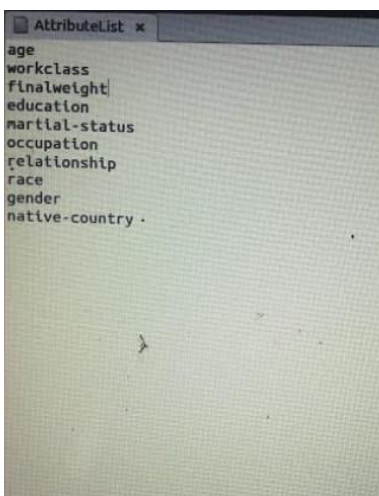 AttributeList ×
age
workclass
finalweight
education
martial-status
occupation
relationship
race
gender
native-country